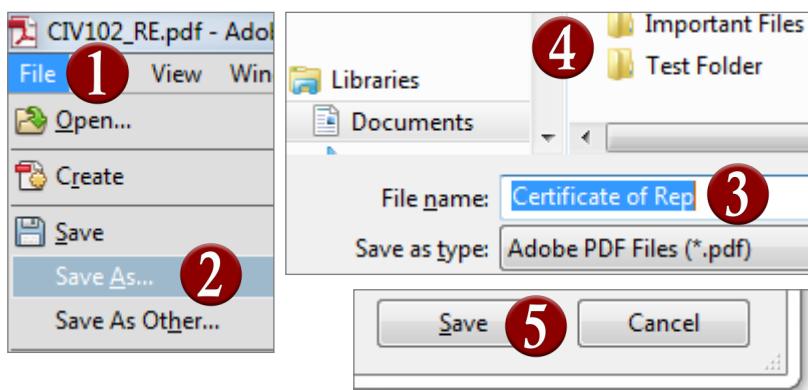 CIV102_RE.pdf - Adol
File 1 View Win
Open...
Create
Save
Save As... 2
Save As Other...
4 Important Files
Test Folder
Libraries
Documents
File name: Certificate of Rep 3
Save as type: Adobe PDF Files (*.pdf)
Save 5 Cancel